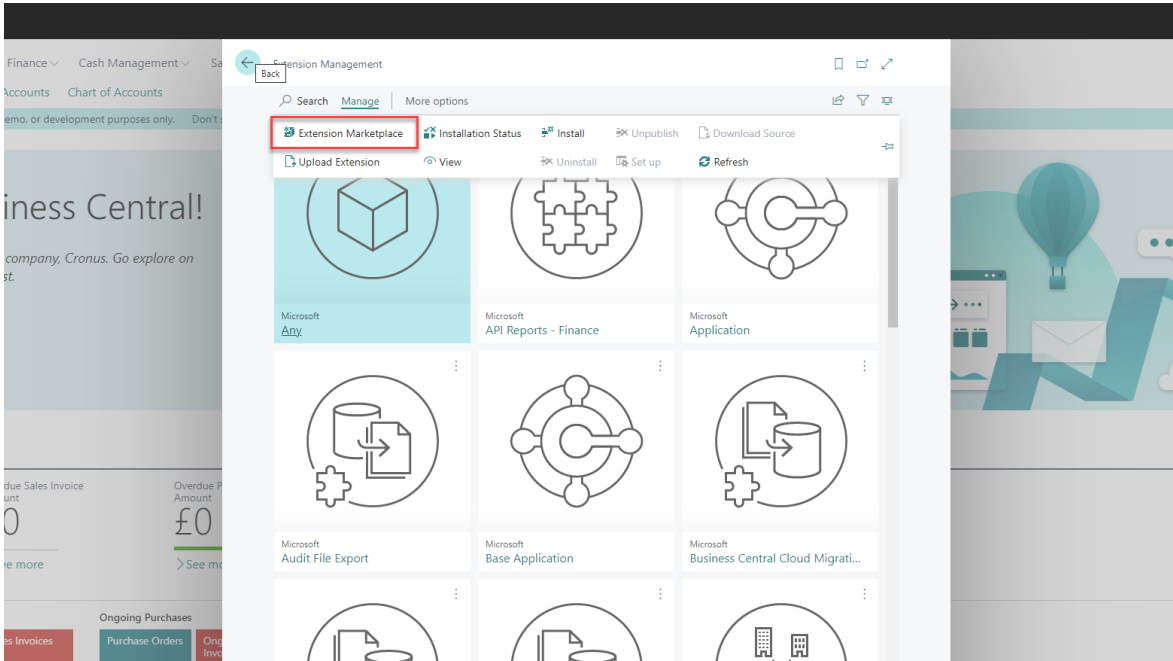 Finance Cash Management Sa
Extension Management
Back
Accounts Chart of Accounts
Search Manage More options
emo. or development purposes only. Don't s
Extension Marketplace Installation Status Install Unpublish Download Source
Upload Extension View Uninstall Set up Refresh
iness Central!
company, Cronus. Go explore on
st.
Microsoft Microsoft Microsoft
Any API Reports - Finance Application
due Sales Invoice Overdue P
unt Amount
0 £0
ee more >See mo
Microsoft Microsoft Microsoft
Audit File Export Base Application Business Central Cloud Migrati...
Ongoing Purchases
es Invoices Purchase Orders Ong
Invo